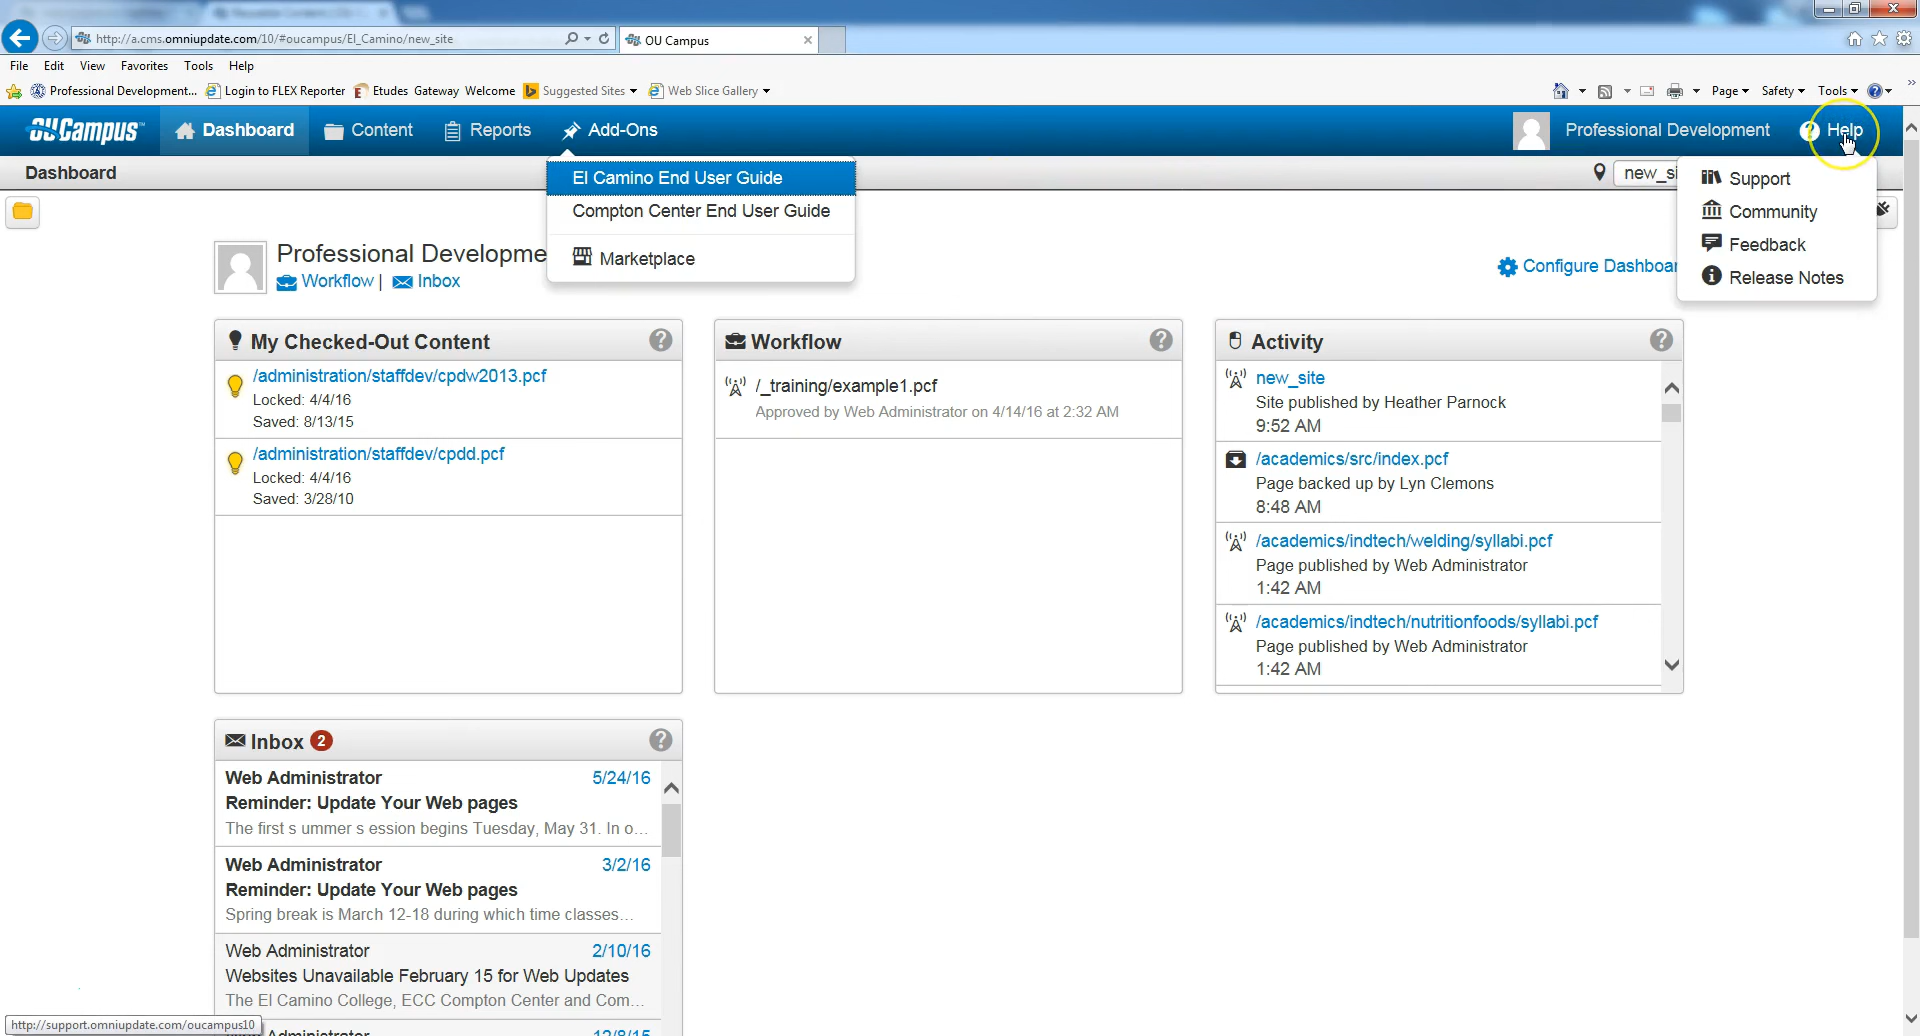 http://a.cms.omniupdate.com/10/#oucampus/El_Camino/new_site
OU Campus
File Edit View Favorites Tools Help
Professional Development... Login to FLEX Reporter Etudes Gateway Welcome Suggested Sites Web Slice Gallery
Page Safety Tools
OU Campus Dashboard Content Reports Add-Ons Professional Development Help
Dashboard
new_si
El Camino End User Guide
Compton Center End User Guide
Marketplace
Support
Community
Feedback
Release Notes
Professional Developme
Workflow | Inbox
Configure Dashboar
My Checked-Out Content
/administration/staffdev/cpdw2013.pcf
Locked: 4/4/16
Saved: 8/13/15
/administration/staffdev/cpdd.pcf
Locked: 4/4/16
Saved: 3/28/10
Workflow
/_training/example1.pcf
Approved by Web Administrator on 4/14/16 at 2:32 AM
Activity
new_site
Site published by Heather Parnock
9:52 AM
/academics/src/index.pcf
Page backed up by Lyn Clemons
8:48 AM
/academics/indtech/welding/syllabi.pcf
Page published by Web Administrator
1:42 AM
/academics/indtech/nutritionfoods/syllabi.pcf
Page published by Web Administrator
1:42 AM
Inbox 2
Web Administrator 5/24/16
Reminder: Update Your Web pages
The first s ummer s ession begins Tuesday, May 31. In o...
Web Administrator 3/2/16
Reminder: Update Your Web pages
Spring break is March 12-18 during which time classes...
Web Administrator 2/10/16
Websites Unavailable February 15 for Web Updates
The El Camino College, ECC Compton Center and Com...
http://support.omniupdate.com/oucampus10